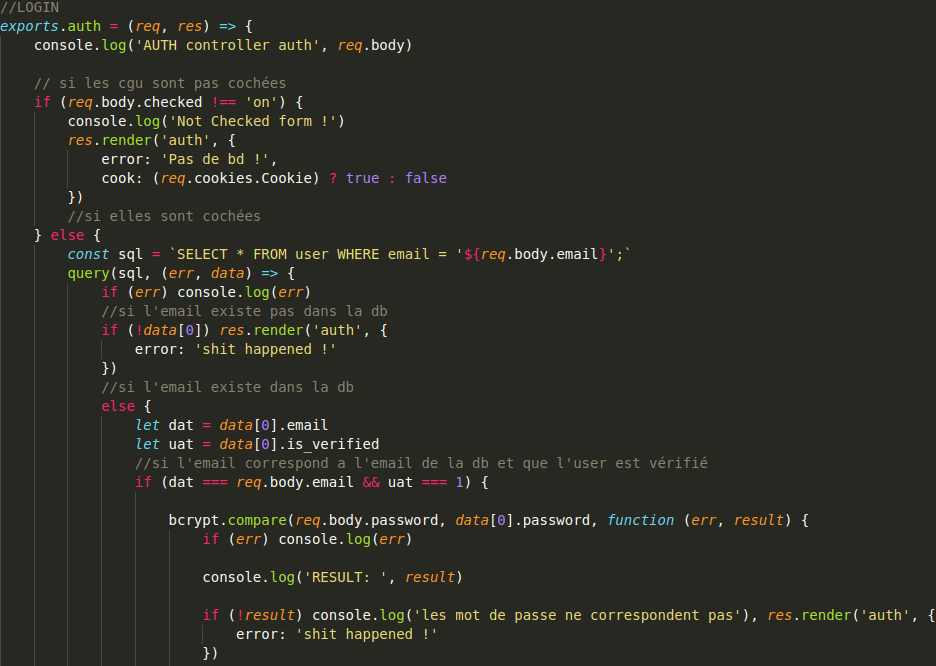 //LOGIN
exports.auth = (req, res) => {
    console.log('AUTH controller auth', req.body)

    // si les cgu sont pas cochées
    if (req.body.checked !== 'on') {
        console.log('Not Checked form !')
        res.render('auth', {
            error: 'Pas de bd !',
            cook: (req.cookies.Cookie) ? true : false
        })
        //si elles sont cochées
    } else {
        const sql = `SELECT * FROM user WHERE email = '${req.body.email}';`
        query(sql, (err, data) => {
            if (err) console.log(err)
            //si l'email existe pas dans la db
            if (!data[0]) res.render('auth', {
                error: 'shit happened !'
            })
            //si l'email existe dans la db
            else {
                let dat = data[0].email
                let uat = data[0].is_verified
                //si l'email correspond a l'email de la db et que l'user est vérifié
                if (dat === req.body.email && uat === 1) {

                    bcrypt.compare(req.body.password, data[0].password, function (err, result) {
                        if (err) console.log(err)

                        console.log('RESULT: ', result)

                        if (!result) console.log('les mot de passe ne correspondent pas'), res.render('auth', {
                            error: 'shit happened !'
                        })